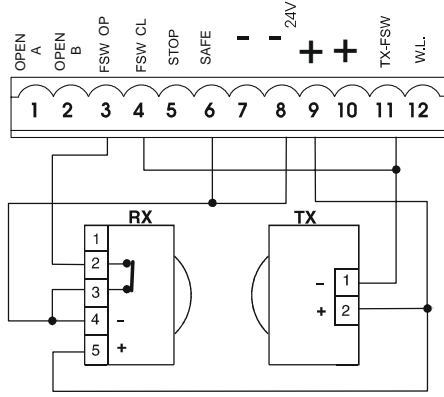 OPEN A
OPEN B
FSW OP
FSW CL
STOP
SAFE
- - 24V
+ +
TX-FSW
W.L.
1 2 3 4 5 6 7 8 9 10 11 12
RX TX
1
2
3
4 -
5 +
- 1
+ 2